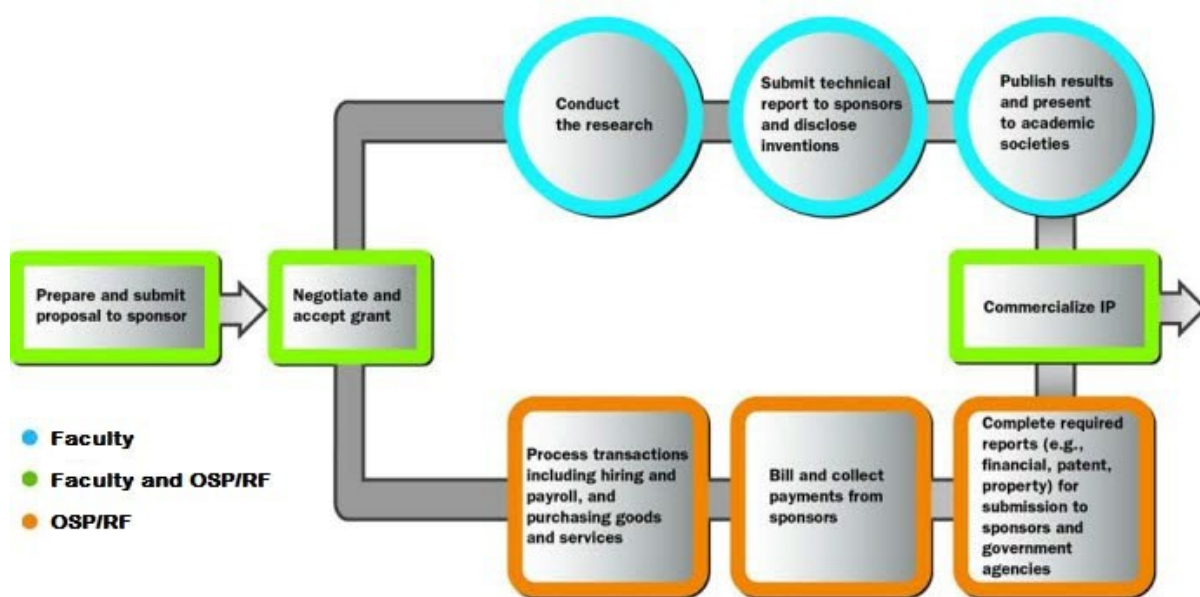 Conduct
the research
Submit technical
report to sponsors
and disclose
inventions
Publish results
and present
to academic
societies
Prepare and submit
proposal to sponsor
Negotiate and
accept grant
Commercialize IP
Faculty
Faculty and OSP/RF
OSP/RF
Process transactions
including hiring and
payroll, and
purchasing goods
and services
Bill and collect
payments from
sponsors
Complete required
reports (e.g.,
financial, patent,
property) for
submission to
sponsors and
government
agencies